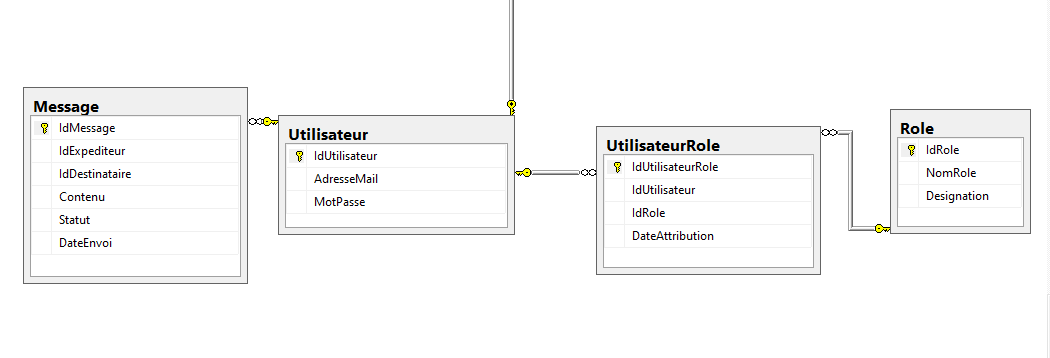 Message
IdMessage
IdExpediteur
IdDestinataire
Contenu
Statut
DateEnvoi
Utilisateur
IdUtilisateur
AdresseMail
MotPasse
UtilisateurRole
IdUtilisateurRole
IdUtilisateur
IdRole
DateAttribution
Role
IdRole
NomRole
Designation